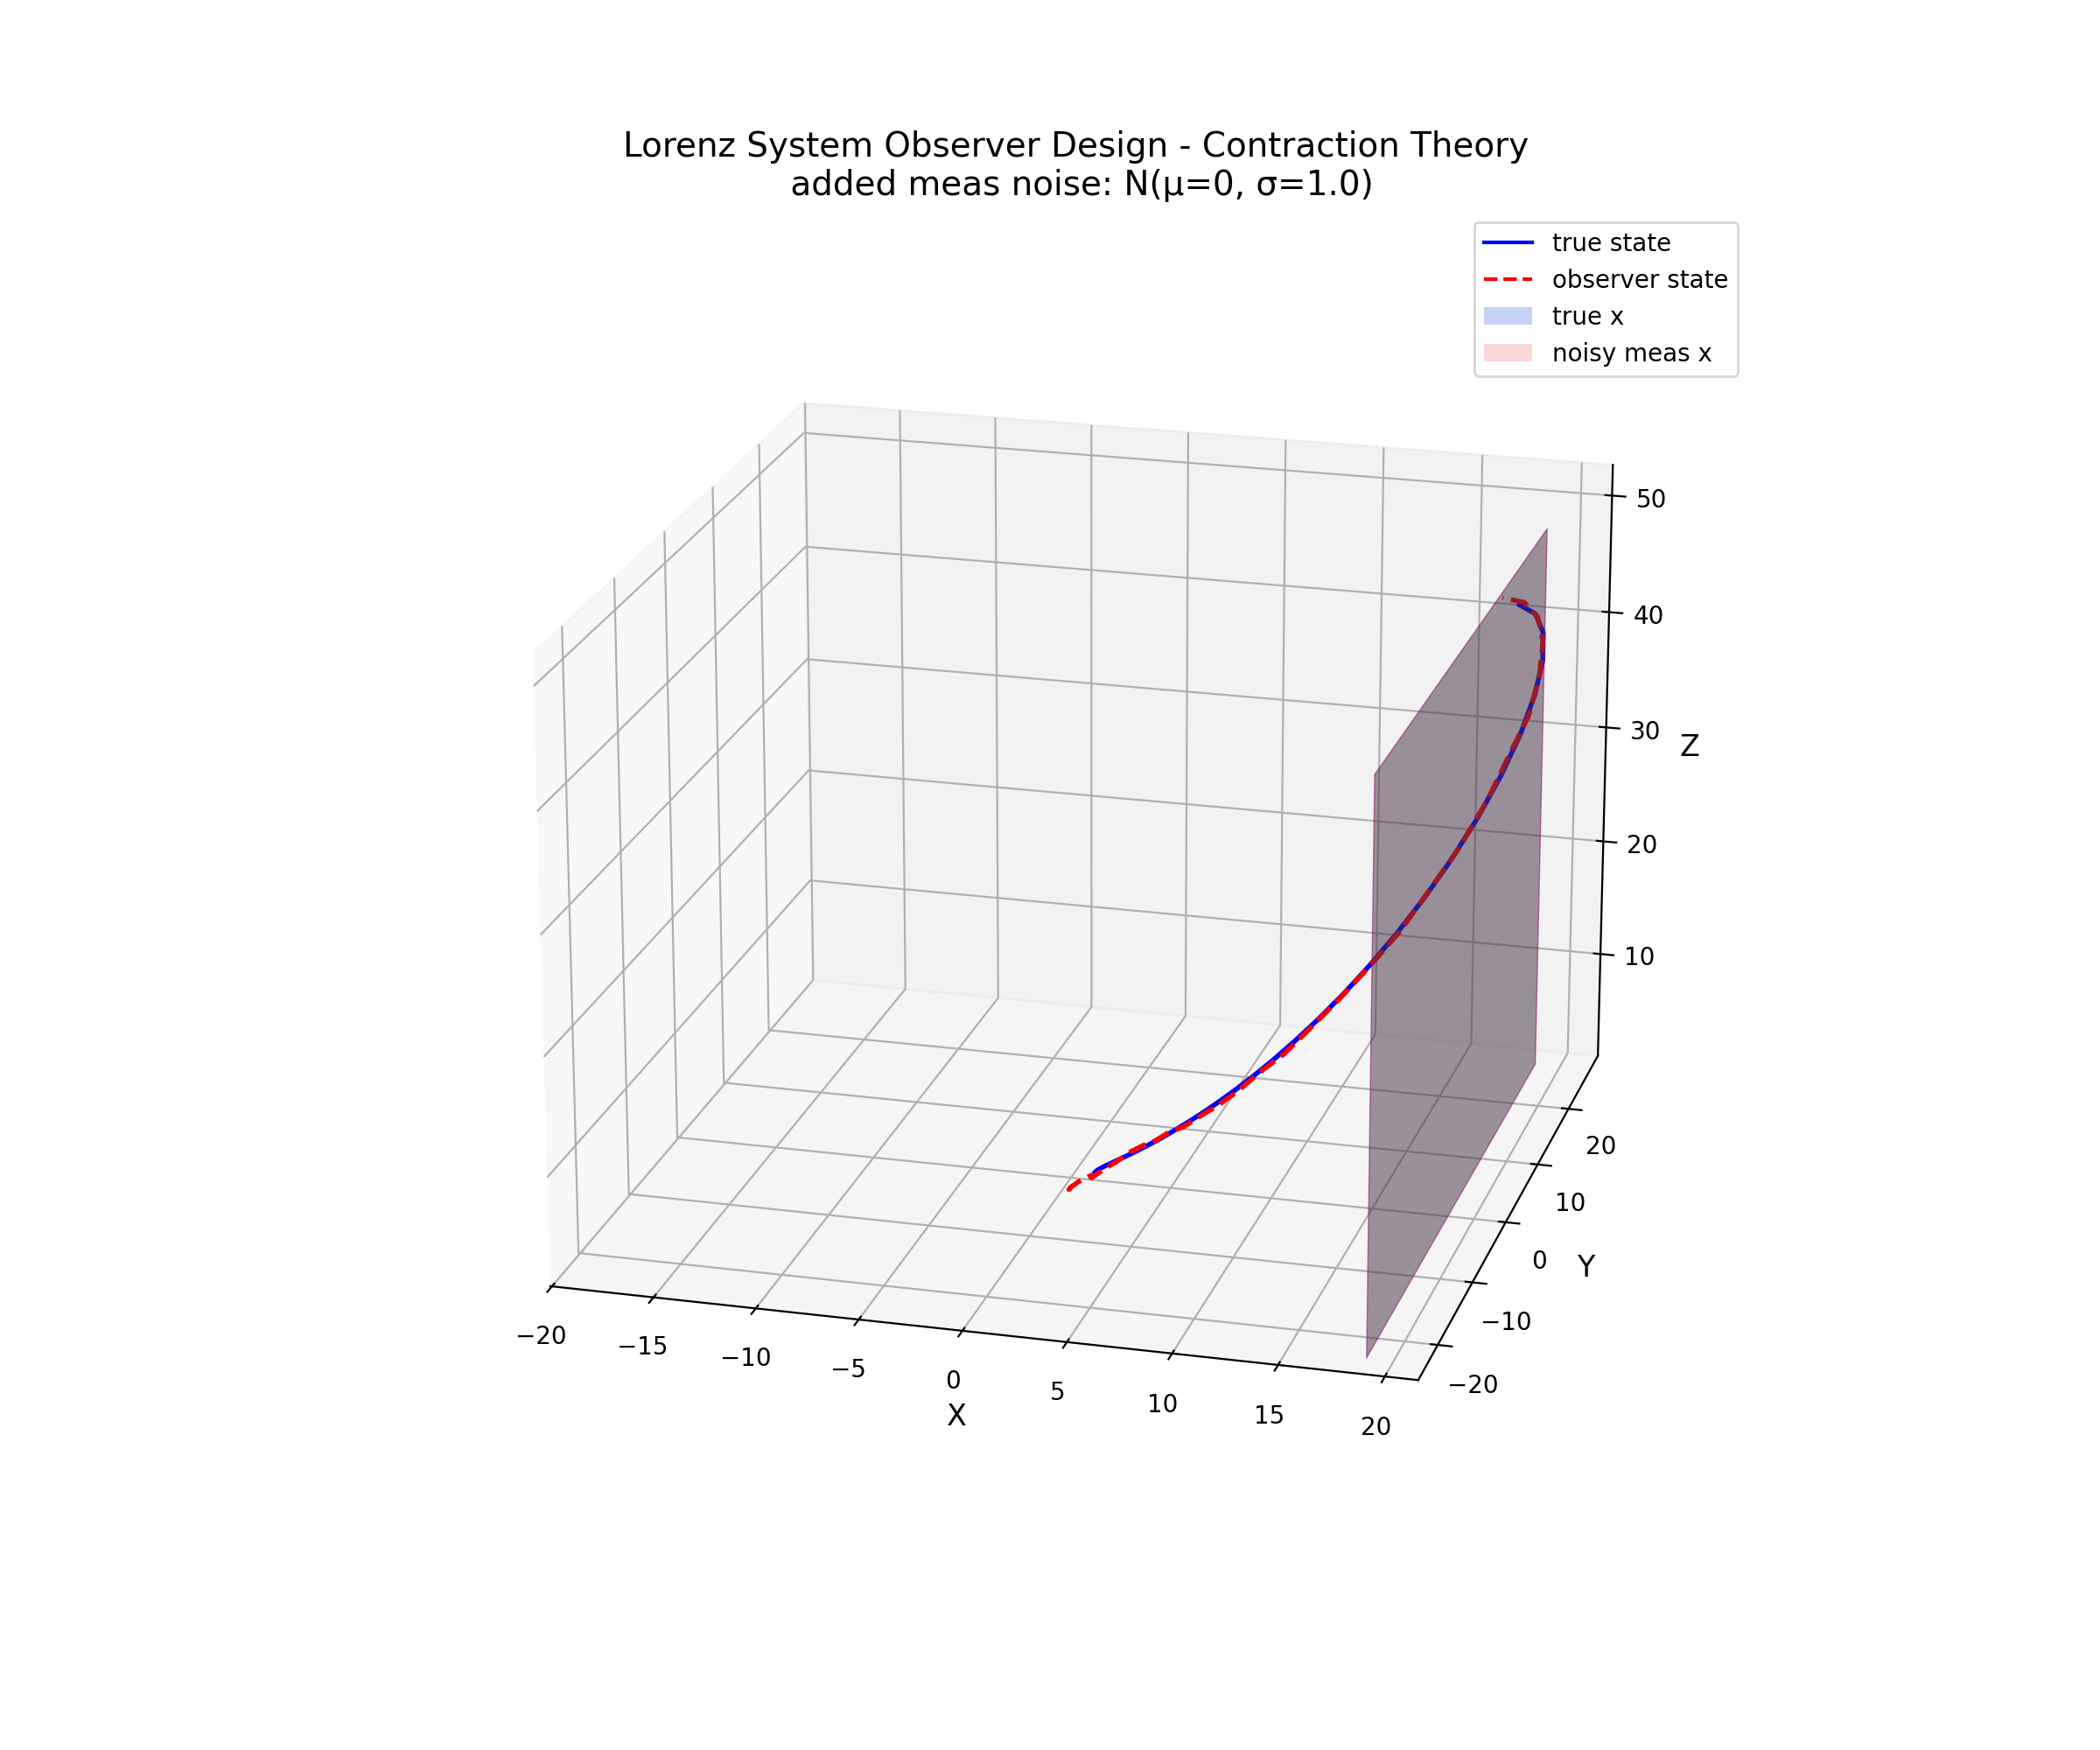 Lorenz System Observer Design - Contraction Theory
added meas noise: N(μ=0, σ=1.0)
true state
observer state
true x
noisy meas x
50
40
30
20
10
Z
20
10
0
−10
−20
Y
−20
−15
−10
−5
0
5
10
15
20
X